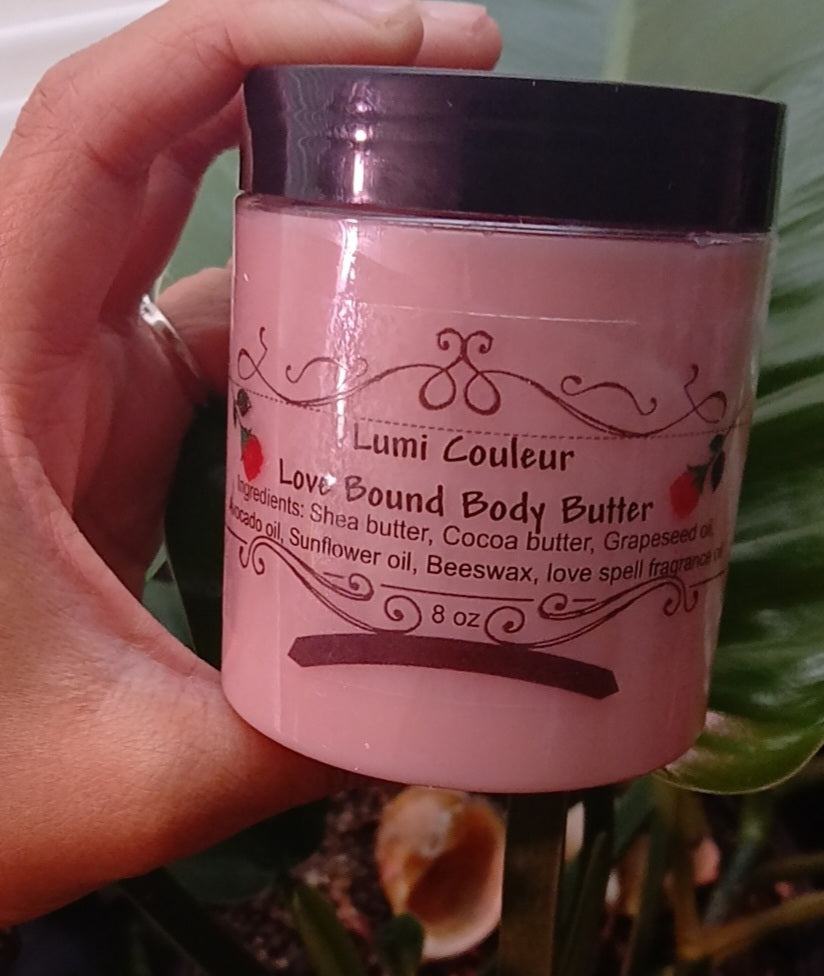 Lumi Couleur
Love Bound Body Butter
Ingredients: Shea butter, Cocoa butter, Grapeseed oil,
Avocado oil, Sunflower oil, Beeswax, love spell fragrance oil
8 oz